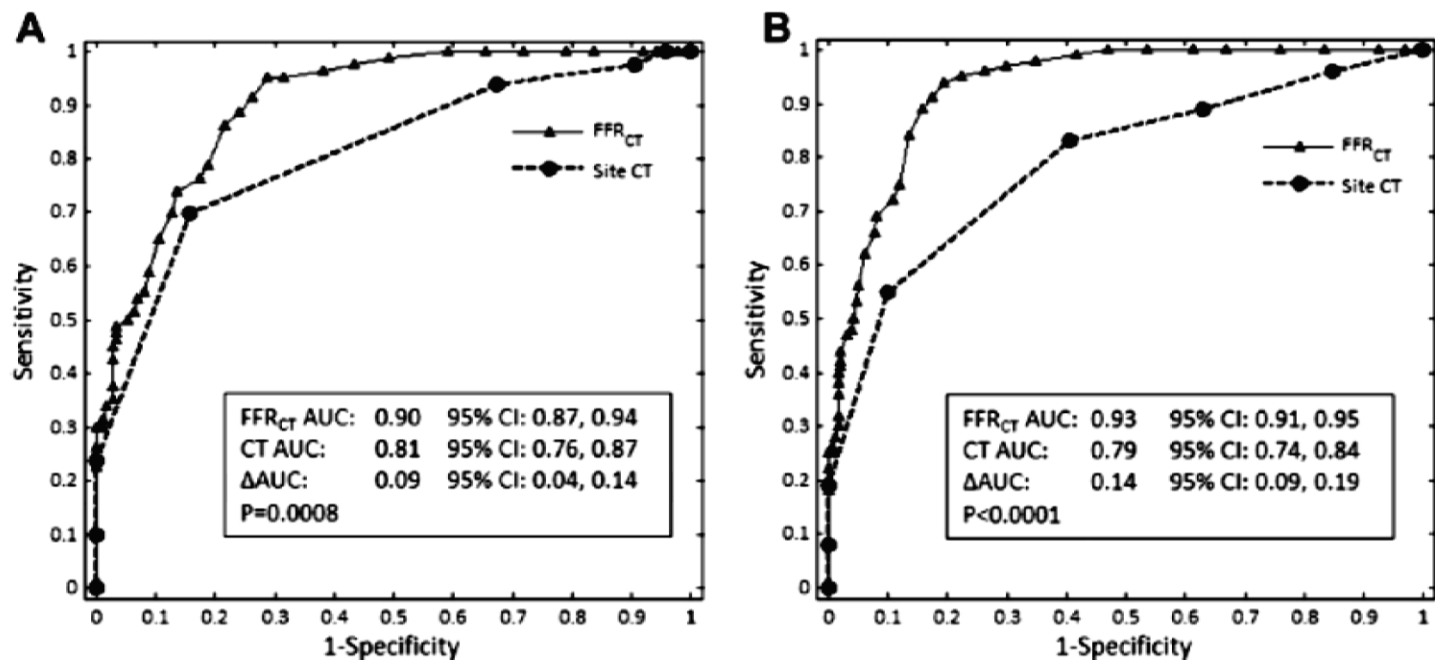 A
1
0.9
0.8
0.7
0.6
0.5
0.4
0.3
0.2
0.1
0
Sensitivity
FFRCT
Site CT
FFRCT AUC: 0.90 95% CI: 0.87, 0.94
CT AUC: 0.81 95% CI: 0.76, 0.87
ΔAUC: 0.09 95% CI: 0.04, 0.14
P=0.0008
0 0.1 0.2 0.3 0.4 0.5 0.6 0.7 0.8 0.9 1
1-Specificity
B
1
0.9
0.8
0.7
0.6
0.5
0.4
0.3
0.2
0.1
0
Sensitivity
FFRCT
Site CT
FFRCT AUC: 0.93 95% CI: 0.91, 0.95
CT AUC: 0.79 95% CI: 0.74, 0.84
ΔAUC: 0.14 95% CI: 0.09, 0.19
P<0.0001
0 0.1 0.2 0.3 0.4 0.5 0.6 0.7 0.8 0.9 1
1-Specificity